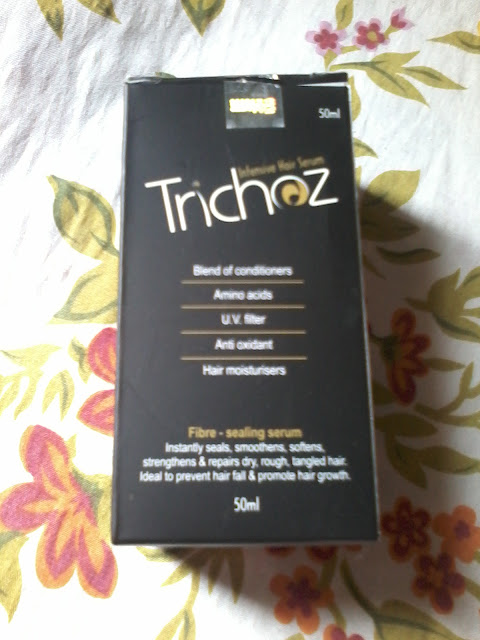 50ml
Intensive Hair Serum
Trichoz
Blend of conditioners
Amino acids
U.V. filter
Anti oxidant
Hair moisturisers
Fibre - sealing serum
Instantly seals, smoothens, softens,
strengthens & repairs dry, rough, tangled hair.
Ideal to prevent hair fall & promote hair growth.
50ml